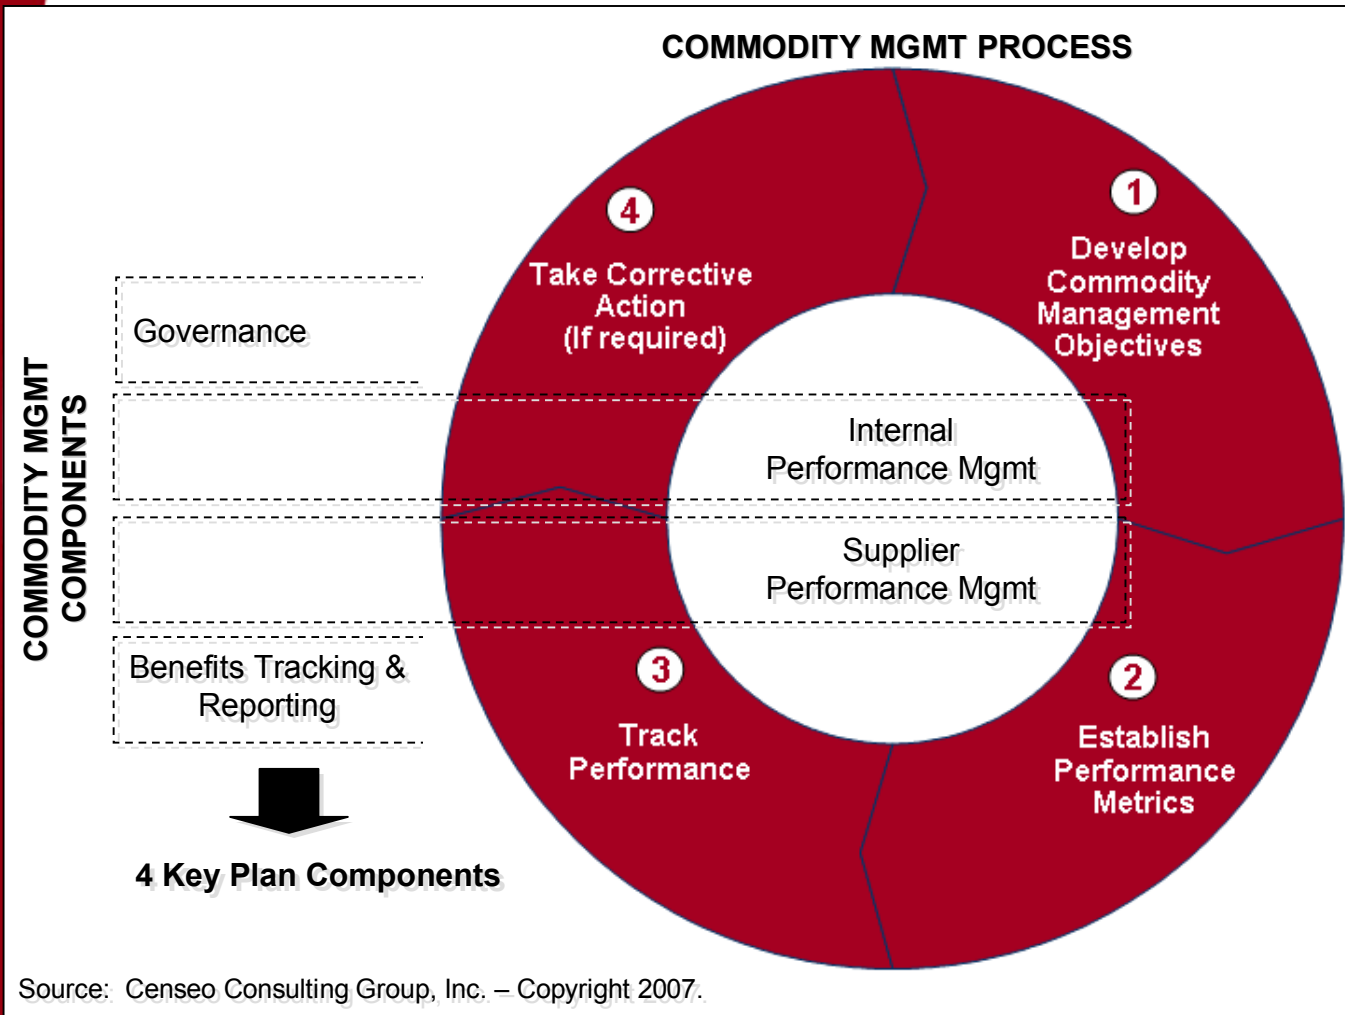 COMMODITY MGMT PROCESS
1
Develop
Commodity
Management
Objectives
2
Establish
Performance
Metrics
3
Track
Performance
4
Take Corrective
Action
(If required)
COMMODITY MGMT
COMPONENTS
Governance
Internal
Performance Mgmt
Supplier
Performance Mgmt
Benefits Tracking &
Reporting
4 Key Plan Components
Source: Censeo Consulting Group, Inc. – Copyright 2007.